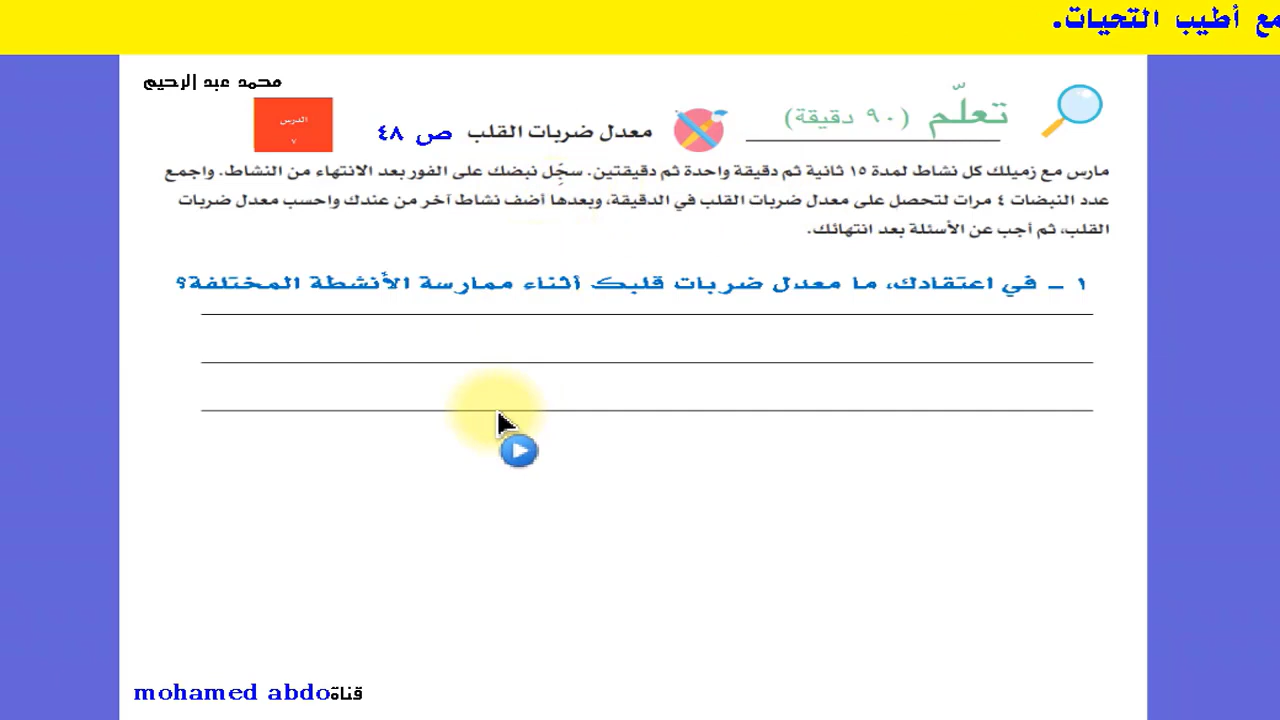 مع أطيب التحيات.
محمد عبد الرحيم
تعلّم (٩٠ دقيقة)
معدل ضربات القلب ص ٤٨
الدرس
٧
مارس مع زميلك كل نشاط لمدة ١٥ ثانية ثم دقيقة واحدة ثم دقيقتين. سجِّل نبضك على الفور بعد الانتهاء من النشاط. واجمع
عدد النبضات ٤ مرات لتحصل على معدل ضربات القلب في الدقيقة، وبعدها أضف نشاط آخر من عندك واحسب معدل ضربات
القلب، ثم أجب عن الأسئلة بعد انتهائك.
١ – في اعتقادك، ما معدل ضربات قلبك أثناء ممارسة الأنشطة المختلفة؟
قناة mohamed abdo